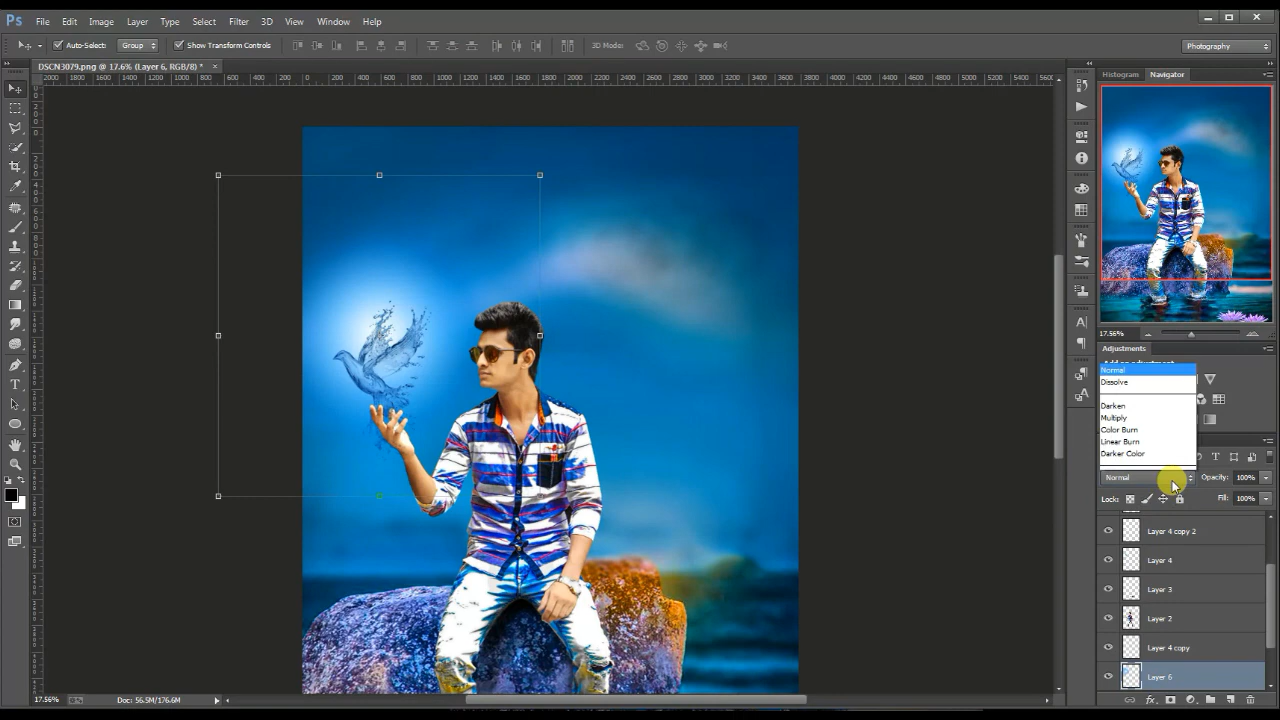 Ps File Edit Image Layer Type Select Filter 3D View Window Help
Auto-Select: Group Show Transform Controls 3D Mode: Photography
DSCN3079.png @ 17.6% (Layer 6, RGB/8) * ×
Histogram Navigator
17.56%
Adjustments
Normal
Dissolve
Darken
Multiply
Color Burn
Linear Burn
Darker Color
Normal Opacity: 100%
Lock: Fill: 100%
Layer 4 copy 2
Layer 4
Layer 3
Layer 2
Layer 4 copy
Layer 6
17.56% Doc: 56.5M/176.6M